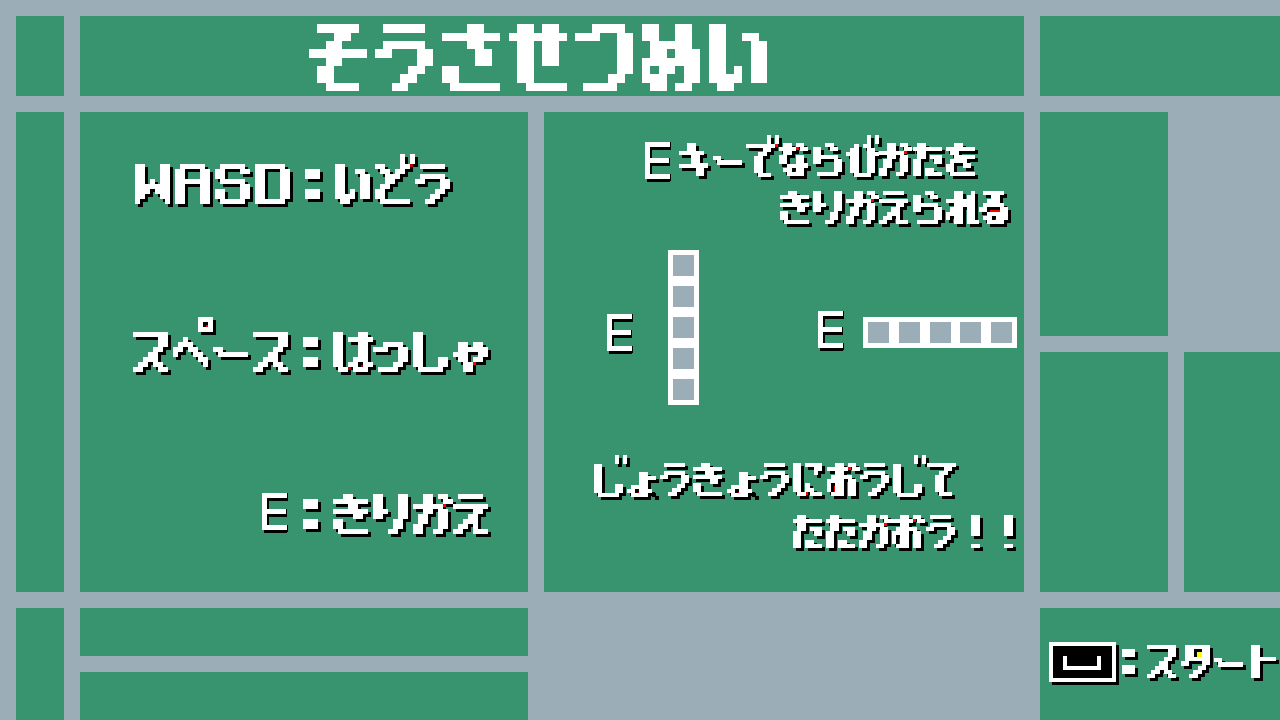 そうさせつめい
WASD:いどう
スペース:はっしゃ
E:きりかえ
Eキーでならびかたを
きりかえられる
E
E
じょうきょうにおうじて
たたかおう!!
:スタート